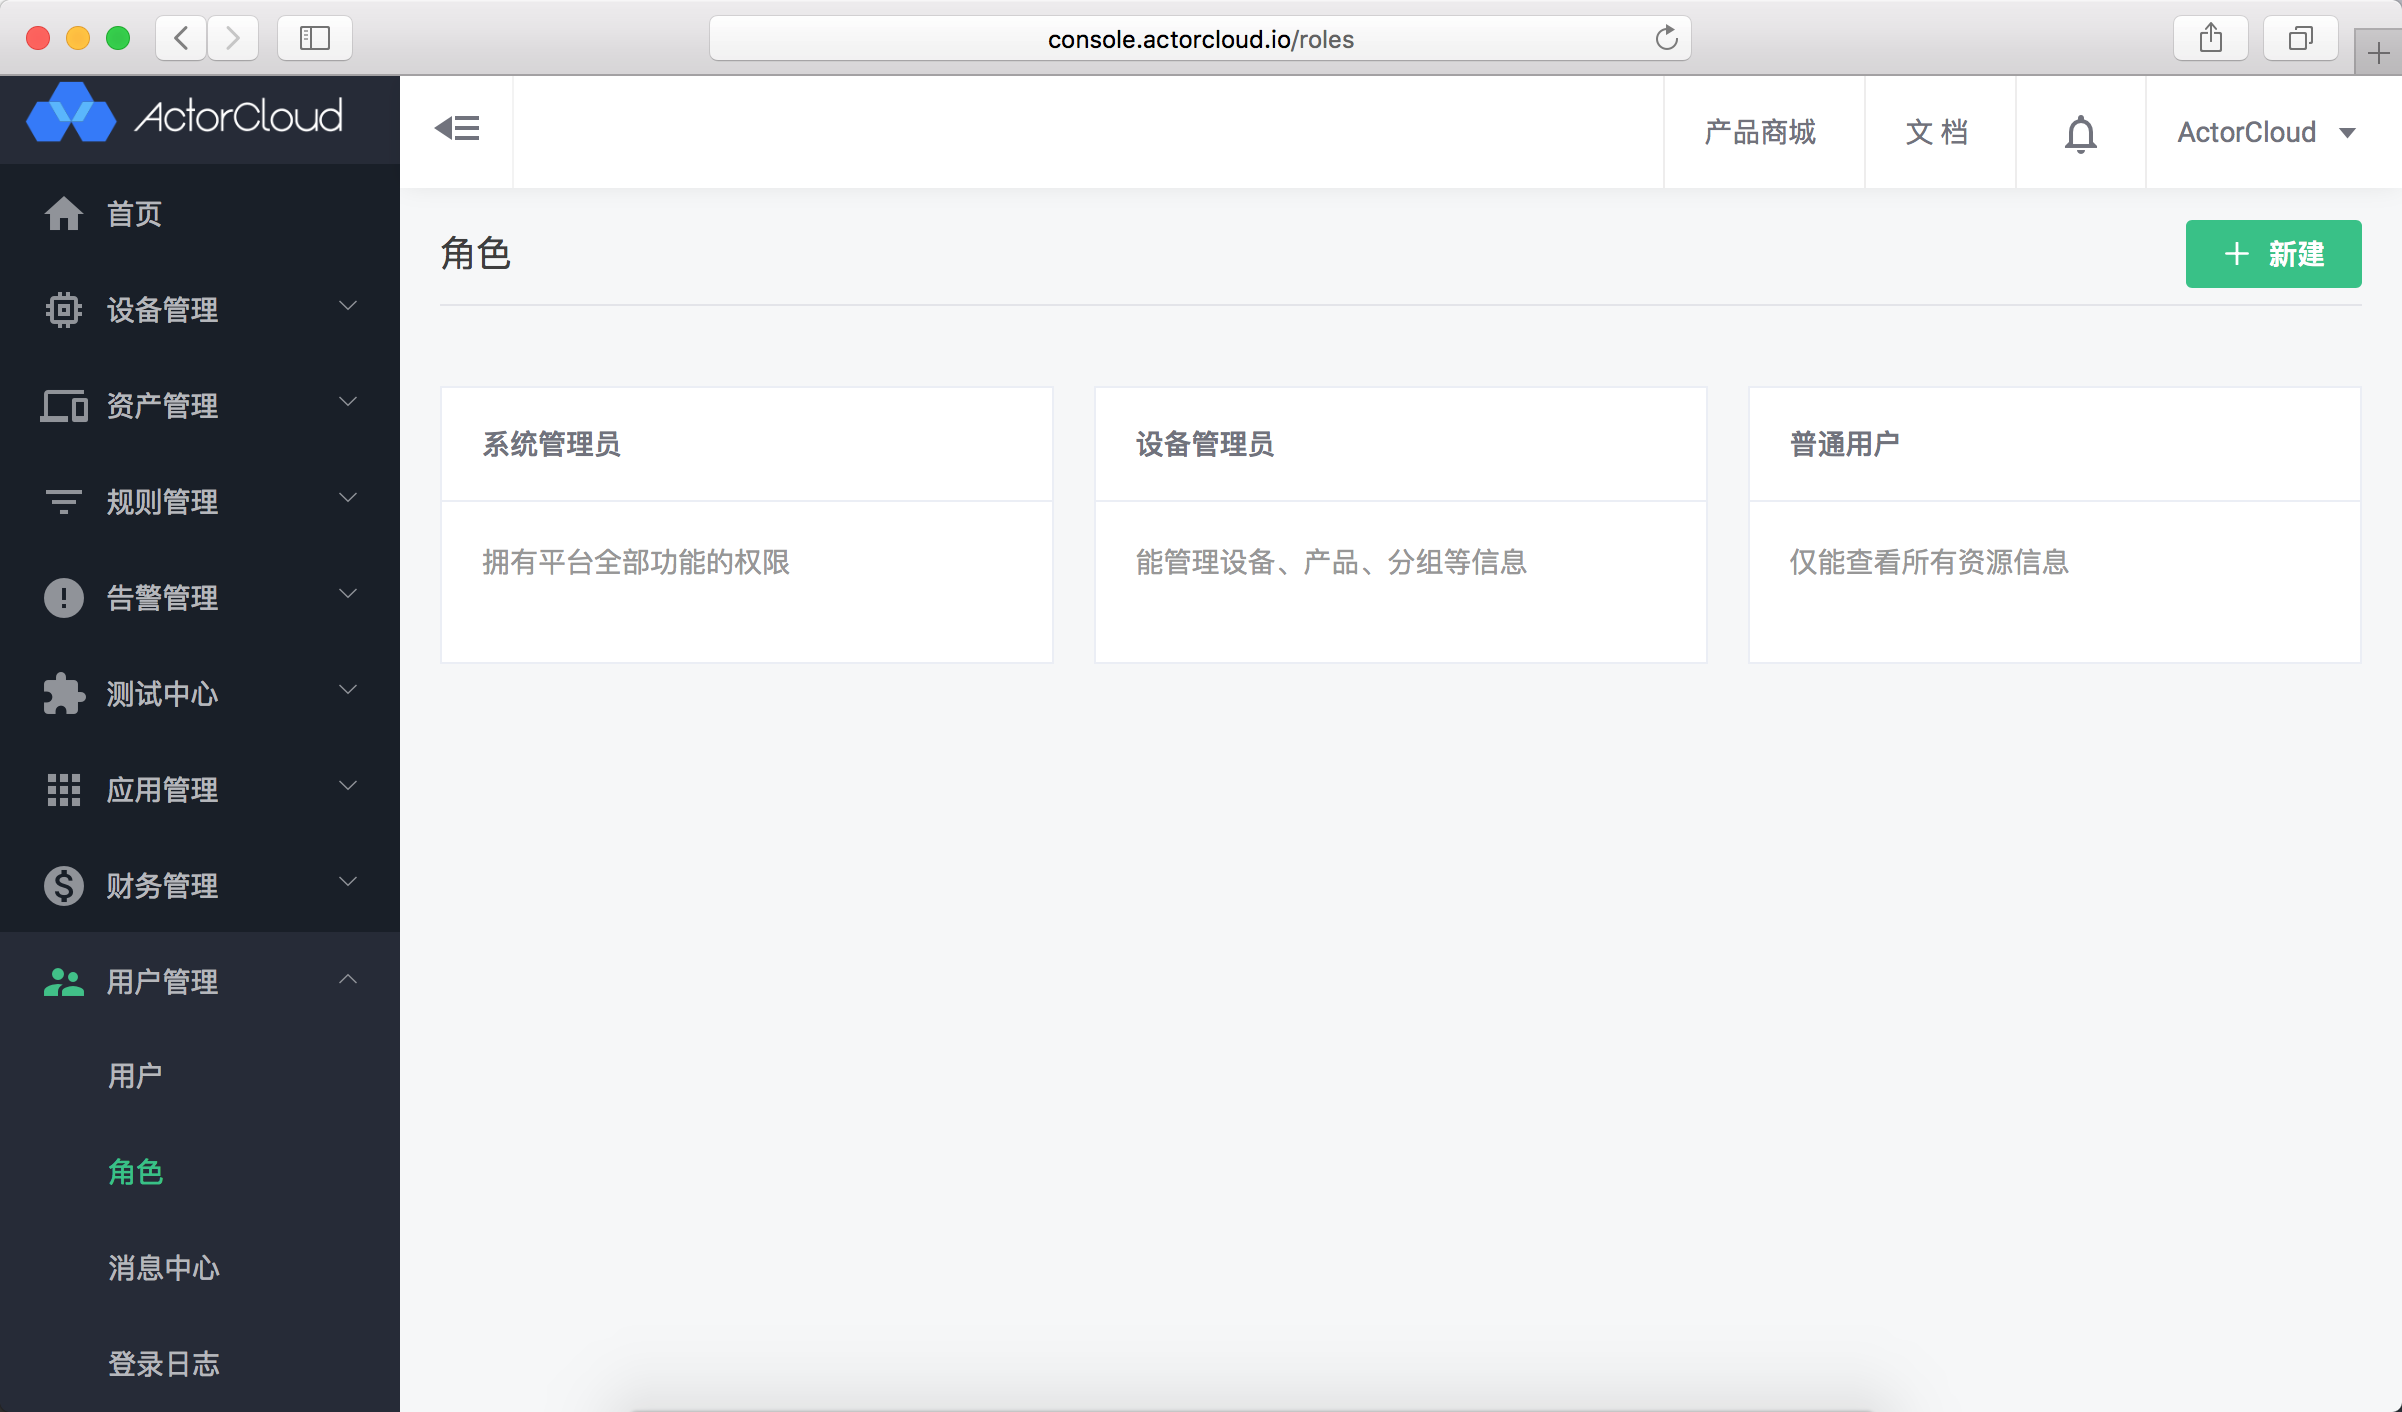 console.actorcloud.io/roles
ActorCloud
产品商城
文 档
ActorCloud
首页
设备管理
资产管理
规则管理
告警管理
测试中心
应用管理
财务管理
用户管理
用户
角色
消息中心
登录日志
角色
+ 新建
系统管理员
拥有平台全部功能的权限
设备管理员
能管理设备、产品、分组等信息
普通用户
仅能查看所有资源信息